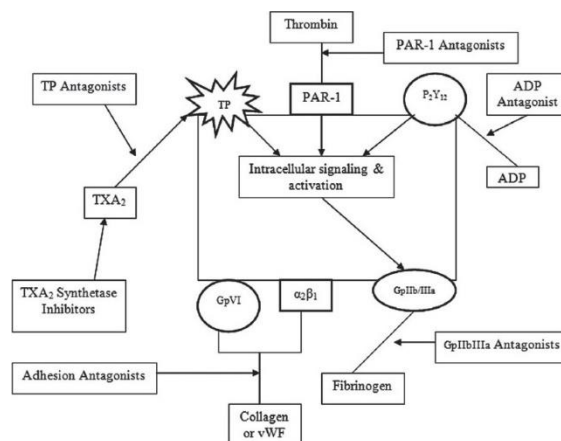 Thrombin
PAR-1 Antagonists
TP Antagonists
TP
PAR-1
P₂Y₁₂
ADP
Antagonist
Intracellular signaling &
activation
ADP
TXA₂
TXA₂ Synthetase
Inhibitors
GpVI
α₂β₁
GpIIb/IIIa
GpIIbIIIa Antagonists
Adhesion Antagonists
Fibrinogen
Collagen
or vWF